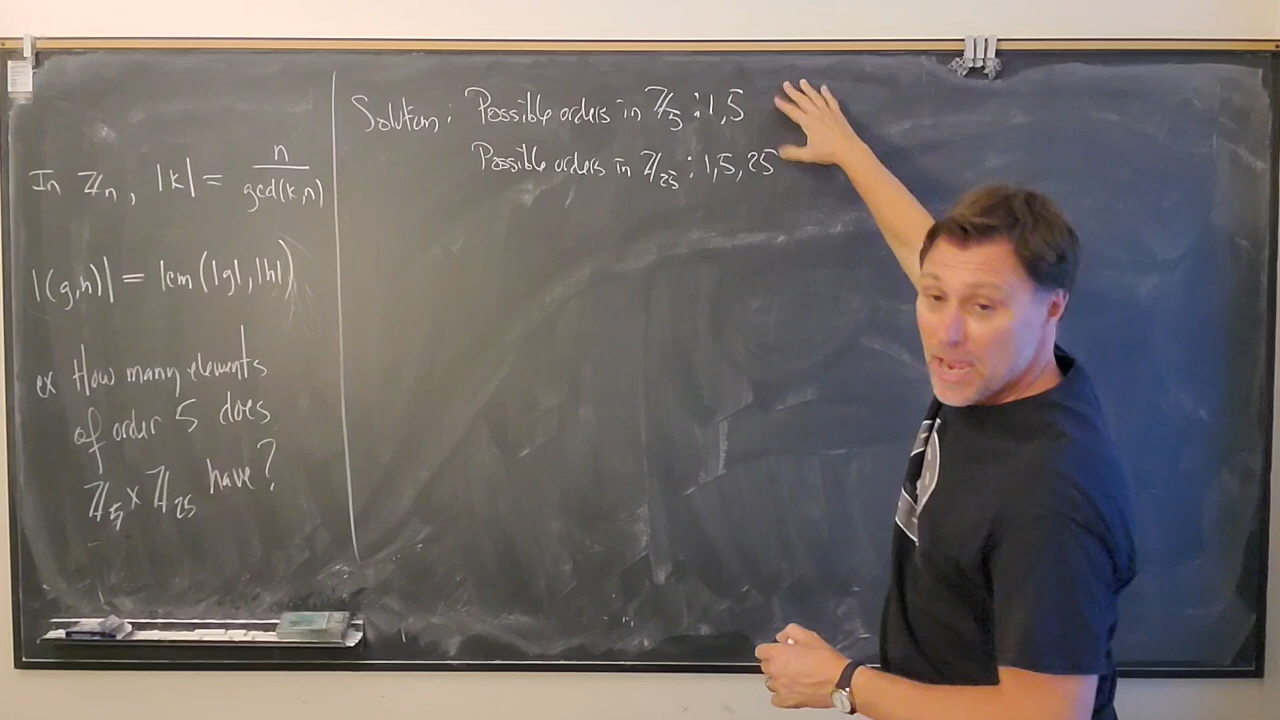 In ℤₙ, |k| = n / gcd(k,n)
|(g,h)| = lcm(|g|,|h|)
ex How many elements
of order 5 does
ℤ₅ × ℤ₂₅ have?
Solution: Possible orders in ℤ₅ : 1,5
Possible orders in ℤ₂₅ : 1,5,25